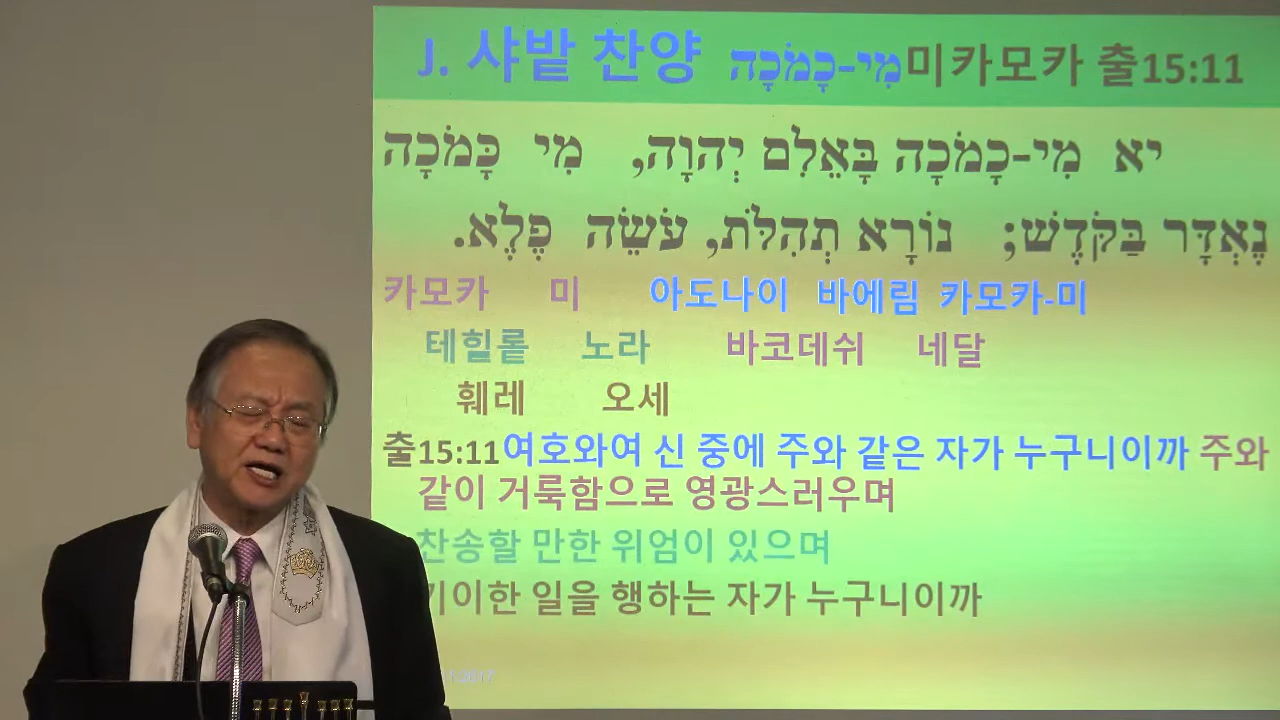 J. 샤밭 찬양 מִי-כָמֹכָה미카모카 출15:11
יא מִי-כָמֹכָה בָּאֵלִם יְהוָה, מִי כָּמֹכָה
נֶאְדָּר בַּקֹּדֶשׁ; נוֹרָא תְהִלֹּת, עֹשֵׂה פֶלֶא.
카모카 미 아도나이 바에림 카모카-미
테힐롵 노라 바코데쉬 네달
훼레 오세
출15:11여호와여 신 중에 주와 같은 자가 누구니이까 주와
같이 거룩함으로 영광스러우며
찬송할 만한 위엄이 있으며
기이한 일을 행하는 자가 누구니이까